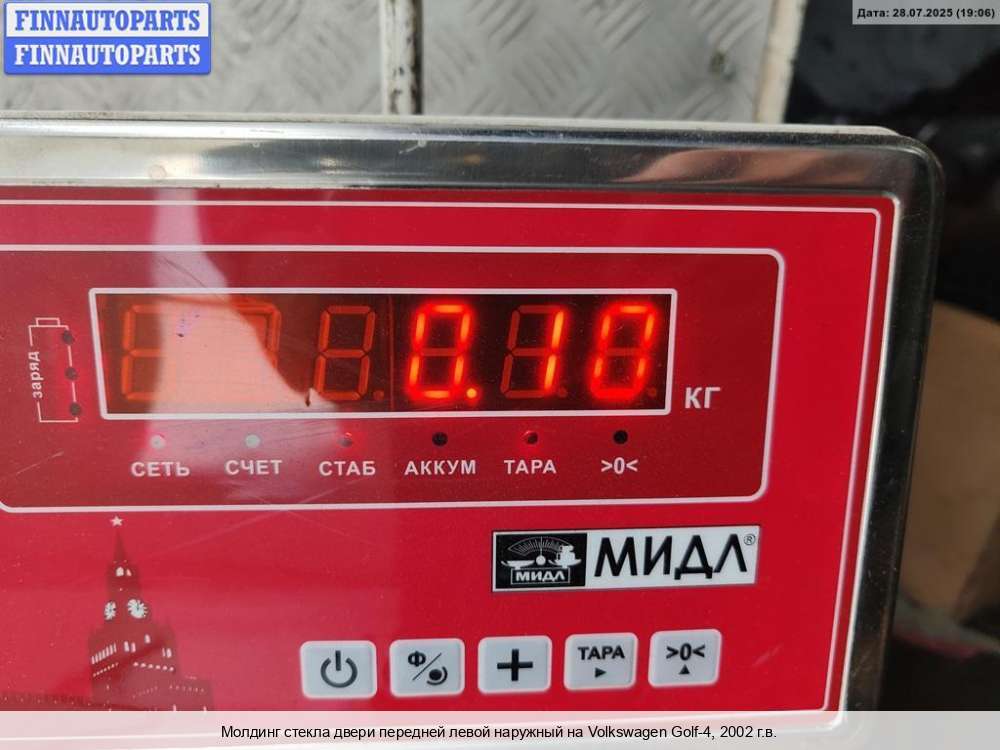 FINNAUTOPARTS
FINNAUTOPARTS
Дата: 28.07.2025 (19:06)
0.10
кг
заряд
СЕТЬ СЧЕТ СТАБ АККУМ ТАРА >0<
МИДЛ МИДЛ®
Ф/ + ТАРА >0<
Молдинг стекла двери передней левой наружный на Volkswagen Golf-4, 2002 г.в.